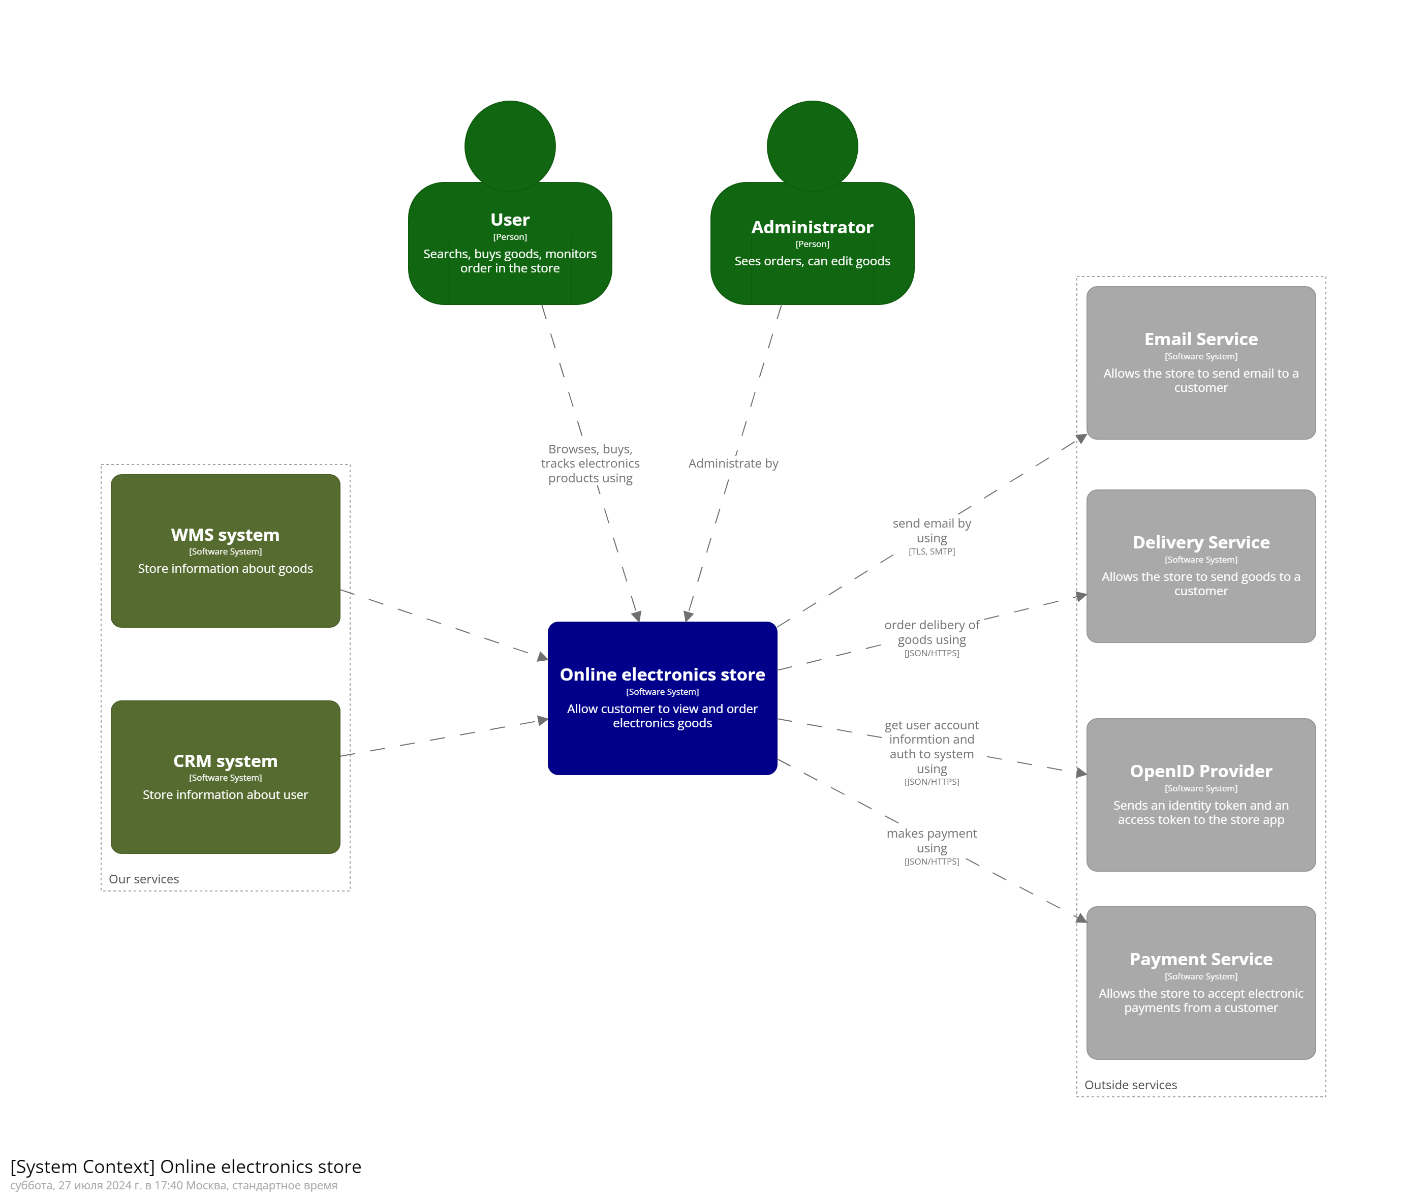 User
[Person]
Searchs, buys goods, monitors
order in the store
Administrator
[Person]
Sees orders, can edit goods
Email Service
[Software System]
Allows the store to send email to a
customer
Browses, buys,
tracks electronics
products using
Administrate by
WMS system
[Software System]
Store information about goods
send email by
using
[TLS, SMTP]
Delivery Service
[Software System]
Allows the store to send goods to a
customer
order delibery of
goods using
[JSON/HTTPS]
Online electronics store
[Software System]
Allow customer to view and order
electronics goods
get user account
informtion and
auth to system
using
[JSON/HTTPS]
CRM system
[Software System]
Store information about user
OpenID Provider
[Software System]
Sends an identity token and an
access token to the store app
makes payment
using
[JSON/HTTPS]
Our services
Payment Service
[Software System]
Allows the store to accept electronic
payments from a customer
Outside services
[System Context] Online electronics store
суббота, 27 июля 2024 г. в 17:40 Москва, стандартное время